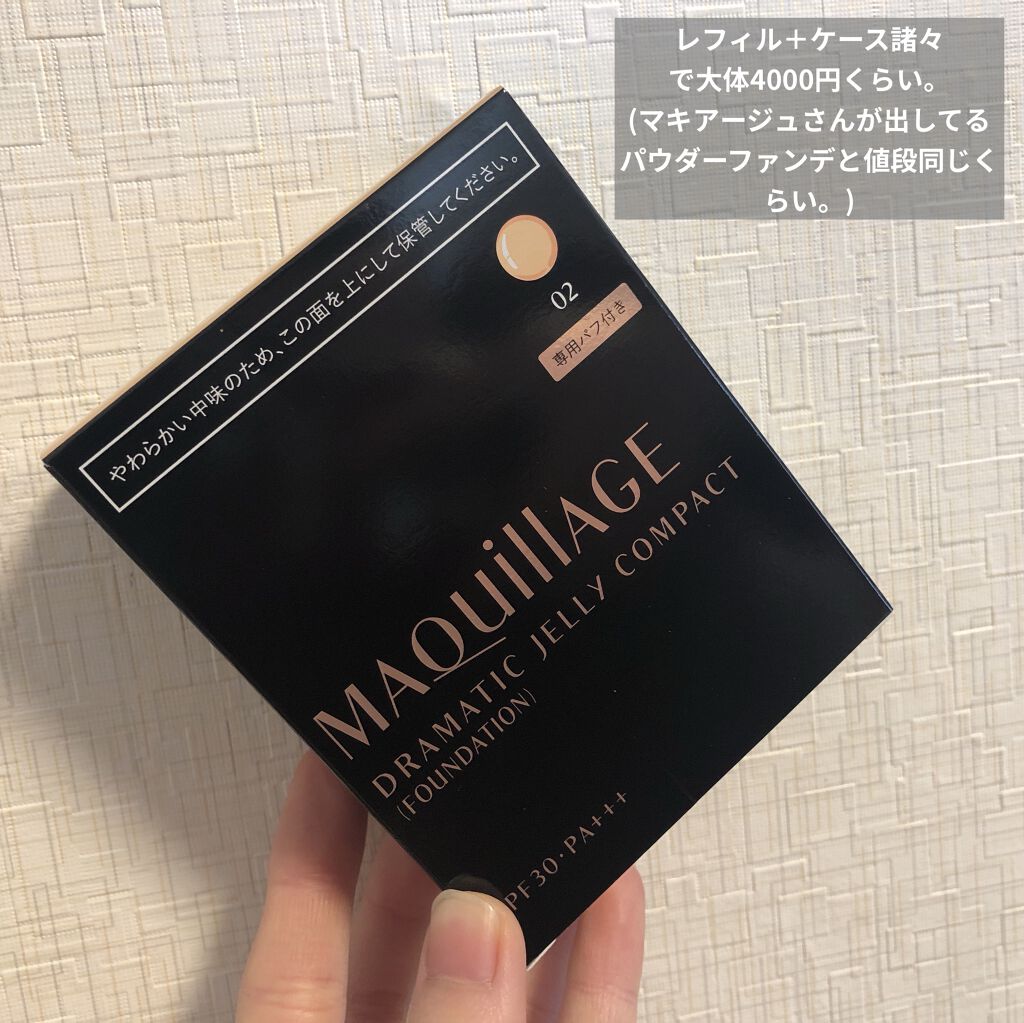 レフィル＋ケース諸々
で大体4000円くらい。
(マキアージュさんが出してる
パウダーファンデと値段同じく
らい。)
やわらかい中味のため、この面を上にして保管してください。
02
専用パフ付き
MAQuillAGE
DRAMATIC JELLY COMPACT
(FOUNDATION)
PF30・PA+++